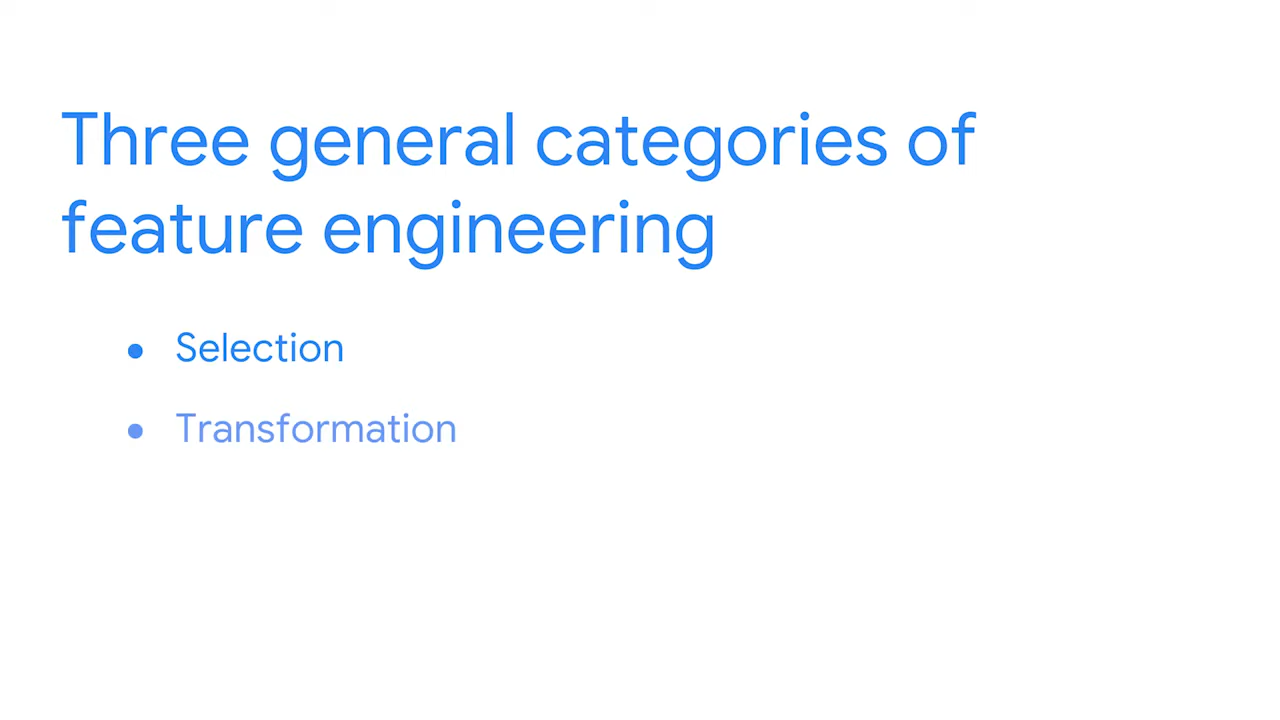 Three general categories of
feature engineering
● Selection
● Transformation